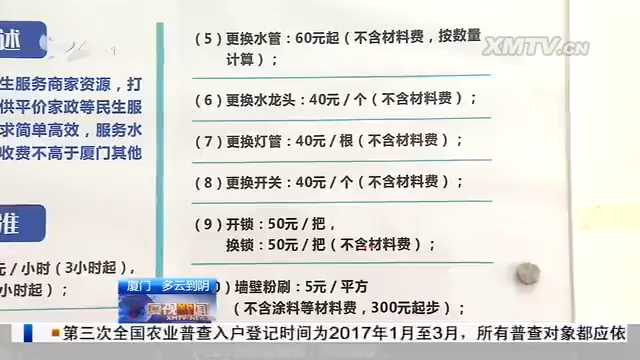 述
XMTV.CN
生服务商家资源，打
供平价家政等民生服
求简单高效，服务水
收费不高于厦门其他
准
元／小时（3小时起），
小时起）；
（5）更换水管：60元起（不含材料费，按数量
计算）；
（6）更换水龙头：40元／个（不含材料费）；
（7）更换灯管：40元／根（不含材料费）；
（8）更换开关：40元／个（不含材料费）；
（9）开锁：50元／把，
换锁：50元／把（不含材料费）；
0）墙壁粉刷：5元／平方
（不含涂料等材料费，300元起步）；
厦门 多云到阴
第三次全国农业普查入户登记时间为2017年1月至3月，所有普查对象都应依